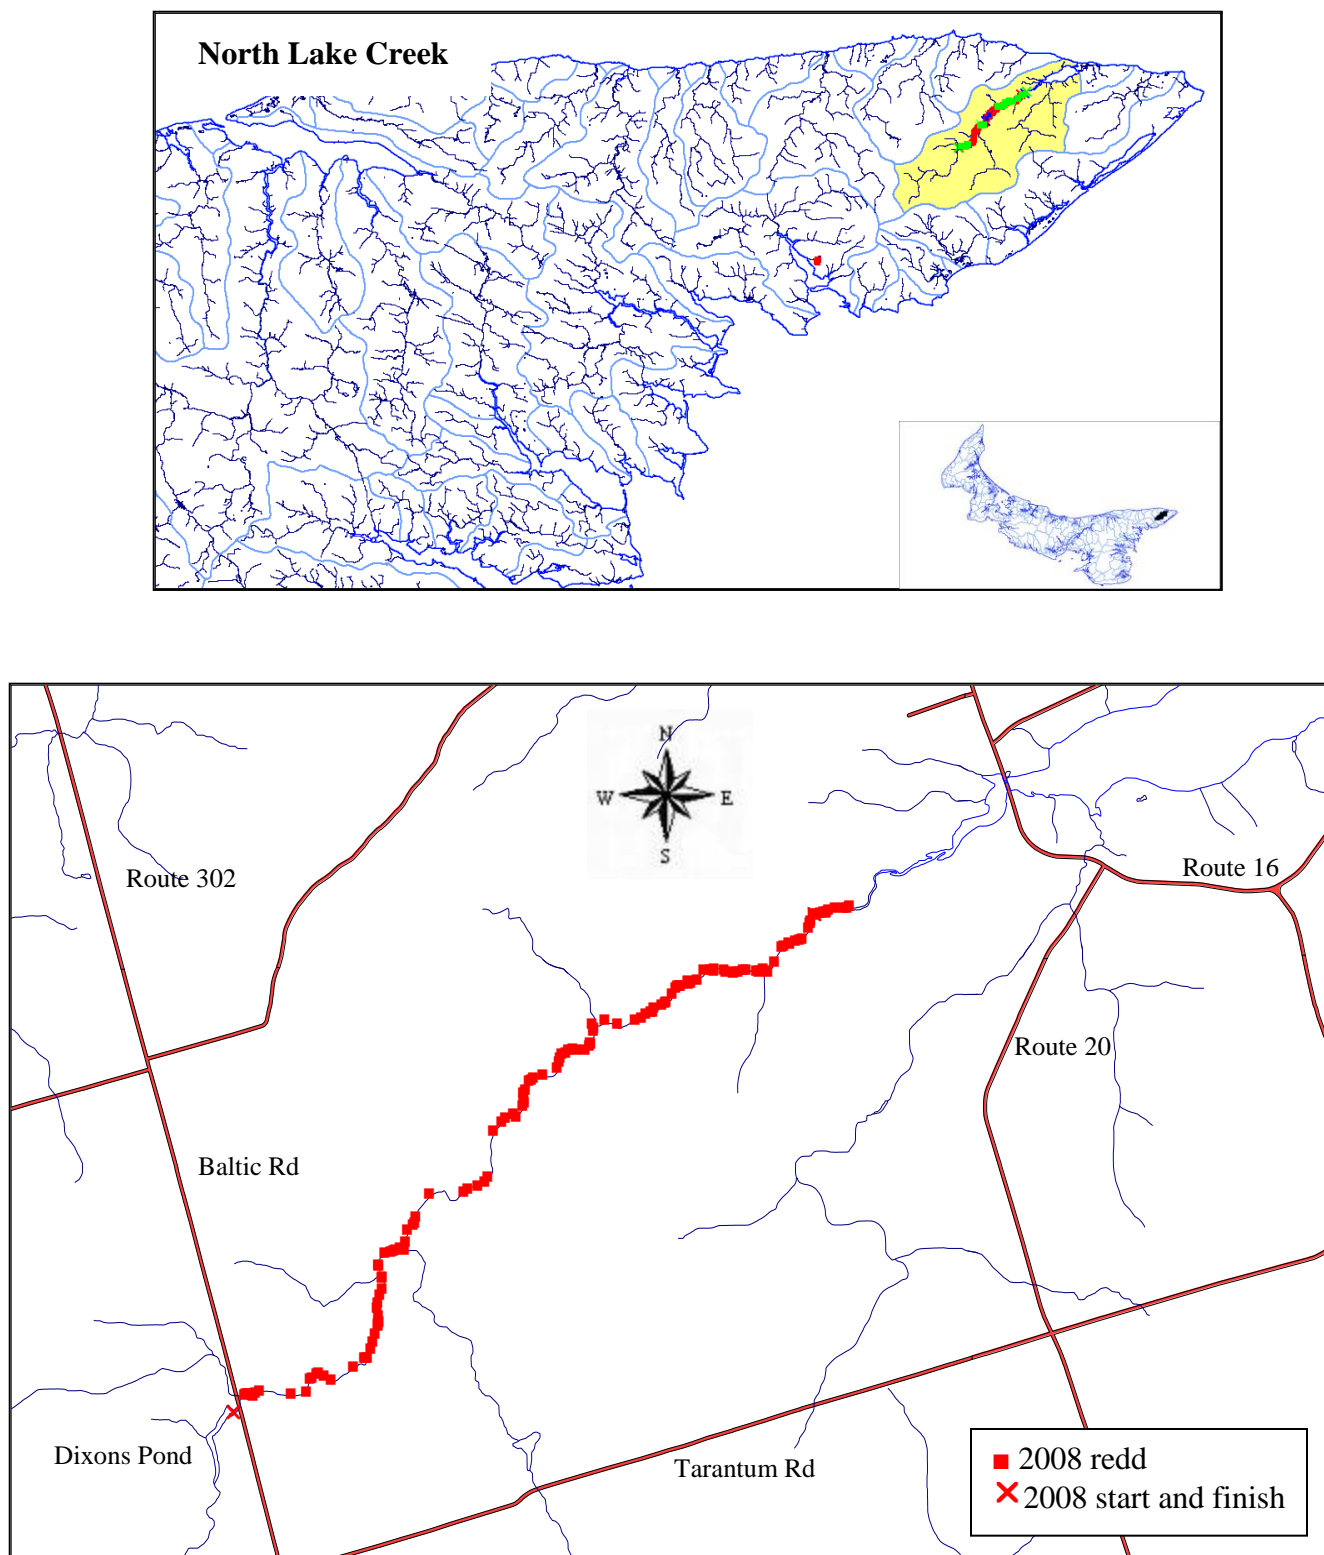 North Lake Creek
N
W E
S
Route 302
Route 16
Route 20
Baltic Rd
Dixons Pond
Tarantum Rd
2008 redd
2008 start and finish